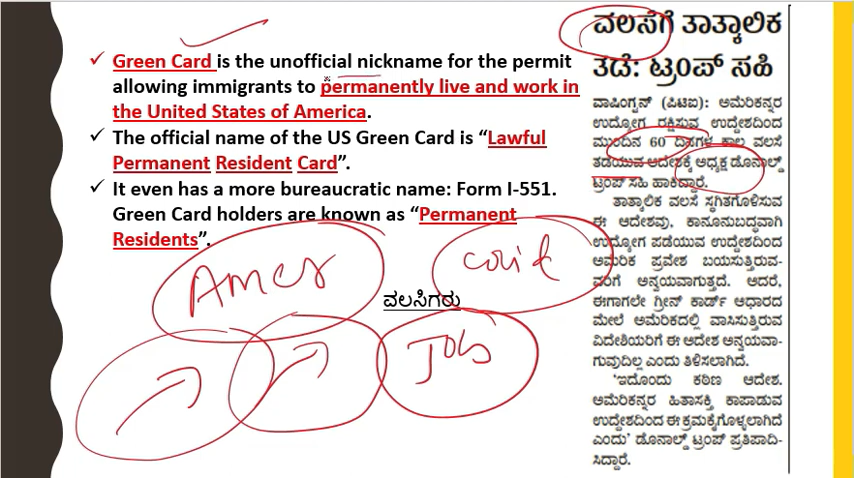 Green Card is the unofficial nickname for the permit
allowing immigrants to permanently live and work in
the United States of America.
The official name of the US Green Card is “Lawful
Permanent Resident Card”.
It even has a more bureaucratic name: Form I-551.
Green Card holders are known as “Permanent
Residents”.
Amer
Covid
ವಲಸಿಗರು
Jobs
ವಲಸೆಗೆ ತಾತ್ಕಾಲಿಕ
ತಡೆ: ಟ್ರಂಪ್ ಸಹಿ
ವಾಷಿಂಗ್ಟನ್ (ಪಿಟಿಐ): ಅಮೆರಿಕನ್ನರ
ಉದ್ಯೋಗ ರಕ್ಷಿಸುವ ಉದ್ದೇಶದಿಂದ
ಮುಂದಿನ 60 ದಿನಗಳ ಕಾಲ ವಲಸೆ
ತಡೆಯುವ ಆದೇಶಕ್ಕೆ ಅಧ್ಯಕ್ಷ ಡೊನಾಲ್ಡ್
ಟ್ರಂಪ್ ಸಹಿ ಹಾಕಿದ್ದಾರೆ.
ತಾತ್ಕಾಲಿಕ ವಲಸೆ ಸ್ಥಗಿತಗೊಳಿಸುವ
ಈ ಆದೇಶವು, ಕಾನೂನುಬದ್ಧವಾಗಿ
ಉದ್ಯೋಗ ಪಡೆಯುವ ಉದ್ದೇಶದಿಂದ
ಅಮೆರಿಕ ಪ್ರವೇಶ ಬಯಸುತ್ತಿರುವ-
ವರಿಗೆ ಅನ್ವಯವಾಗುತ್ತದೆ. ಆದರೆ,
ಈಗಾಗಲೇ ಗ್ರೀನ್ ಕಾರ್ಡ್ ಆಧಾರದ
ಮೇಲೆ ಅಮೆರಿಕದಲ್ಲಿ ವಾಸಿಸುತ್ತಿರುವ
ವಿದೇಶಿಯರಿಗೆ ಈ ಆದೇಶ ಅನ್ವಯವಾ-
ಗುವುದಿಲ್ಲ ಎಂದು ತಿಳಿಸಲಾಗಿದೆ.
‘ಇದೊಂದು ಕಠಿಣ ಆದೇಶ.
ಅಮೆರಿಕನ್ನರ ಹಿತಾಸಕ್ತಿ ಕಾಪಾಡುವ
ಉದ್ದೇಶದಿಂದ ಈ ಕ್ರಮಕೈಗೊಳ್ಳಲಾಗಿದೆ
ಎಂದು’ ಡೊನಾಲ್ಡ್ ಟ್ರಂಪ್ ಪ್ರತಿಪಾದಿ-
ಸಿದ್ದಾರೆ.